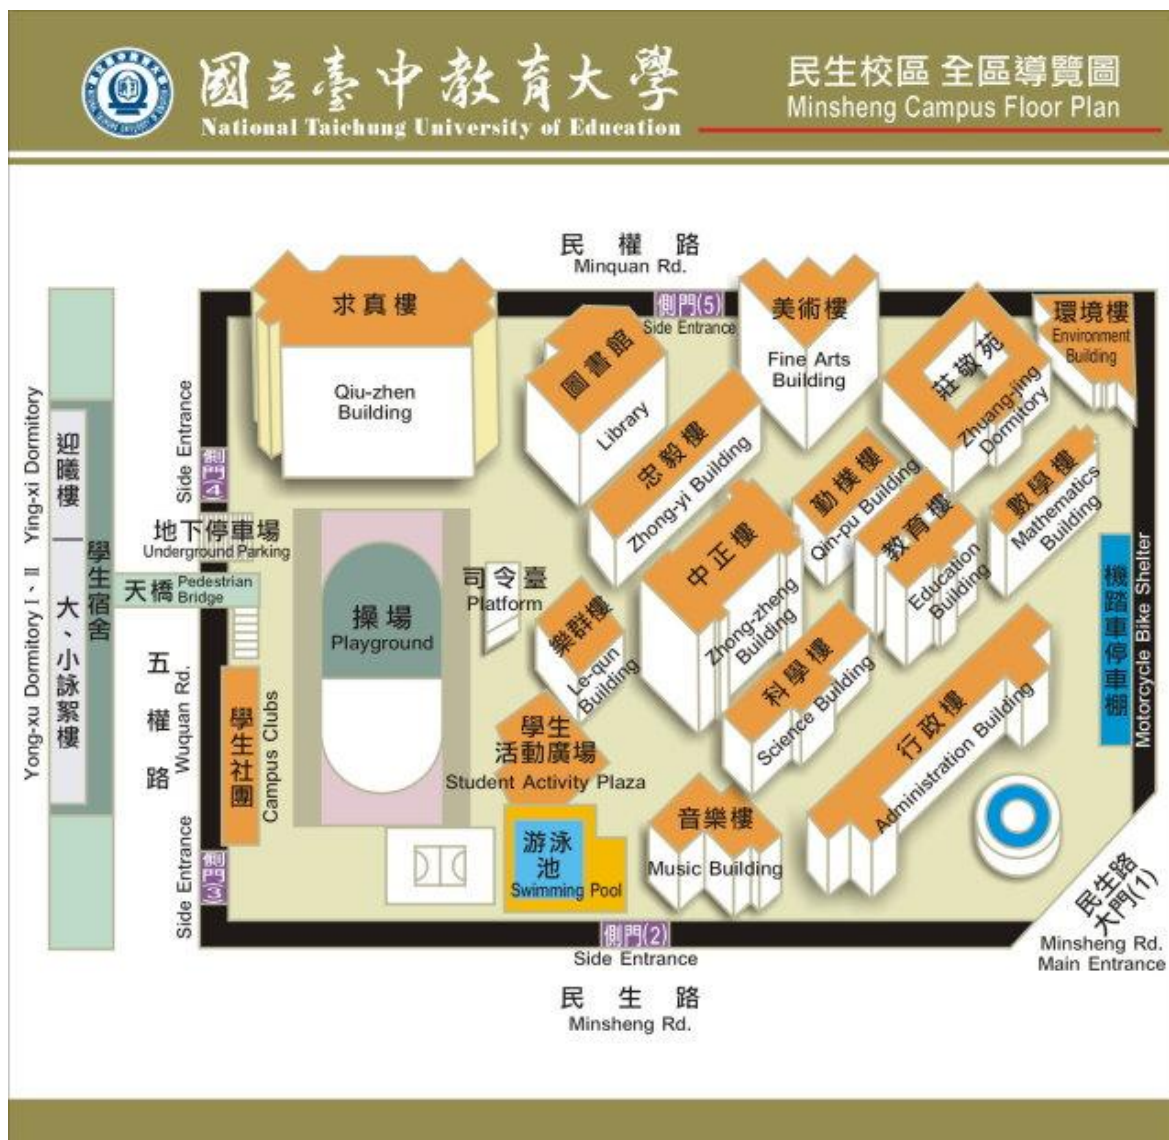 國立臺中教育大學
National Taichung University of Education
民生校區 全區導覽圖
Minsheng Campus Floor Plan
民權路
Minquan Rd.
側門(5)
Side Entrance
求真樓
Qiu-zhen
Building
圖書館
Library
美術樓
Fine Arts
Building
莊敬苑
Zhuang-jing
Dormitory
環境樓
Environment
Building
忠毅樓
Zhong-yi Building
勤樸樓
Qin-pu Building
教育樓
Education
Building
數學樓
Mathematics
Building
中正樓
Zhong-zheng
Building
側門(4)
Side Entrance
地下停車場
Underground Parking
天橋
Pedestrian
Bridge
迎曦樓
大、小詠絮樓
學生宿舍
Ying-xi Dormitory
Yong-xu Dormitory I、II
五權路
Wuquan Rd.
學生社團
Campus Clubs
操場
Playground
司令臺
Platform
樂群樓
Le-qun
Building
學生
活動廣場
Student Activity Plaza
科學樓
Science Building
行政樓
Administration Building
機踏車停車棚
Motorcycle Bike Shelter
音樂樓
Music Building
游泳
池
Swimming Pool
側門(3)
Side Entrance
側門(2)
Side Entrance
民生路
Minsheng Rd.
民生路
大門(1)
Minsheng Rd.
Main Entrance